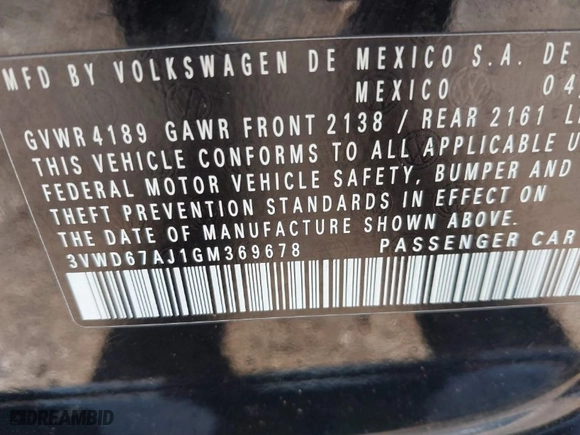 MFD BY VOLKSWAGEN DE MEXICO S.A. DE
MEXICO 04
GVWR 4189 GAWR FRONT 2138 / REAR 2161
THIS VEHICLE CONFORMS TO ALL APPLICABLE
FEDERAL MOTOR VEHICLE SAFETY, BUMPER AND
THEFT PREVENTION STANDARDS IN EFFECT ON
THE DATE OF MANUFACTURE SHOWN ABOVE.
3VWD67AJ1GM369678 PASSENGER CAR
DREAMBID